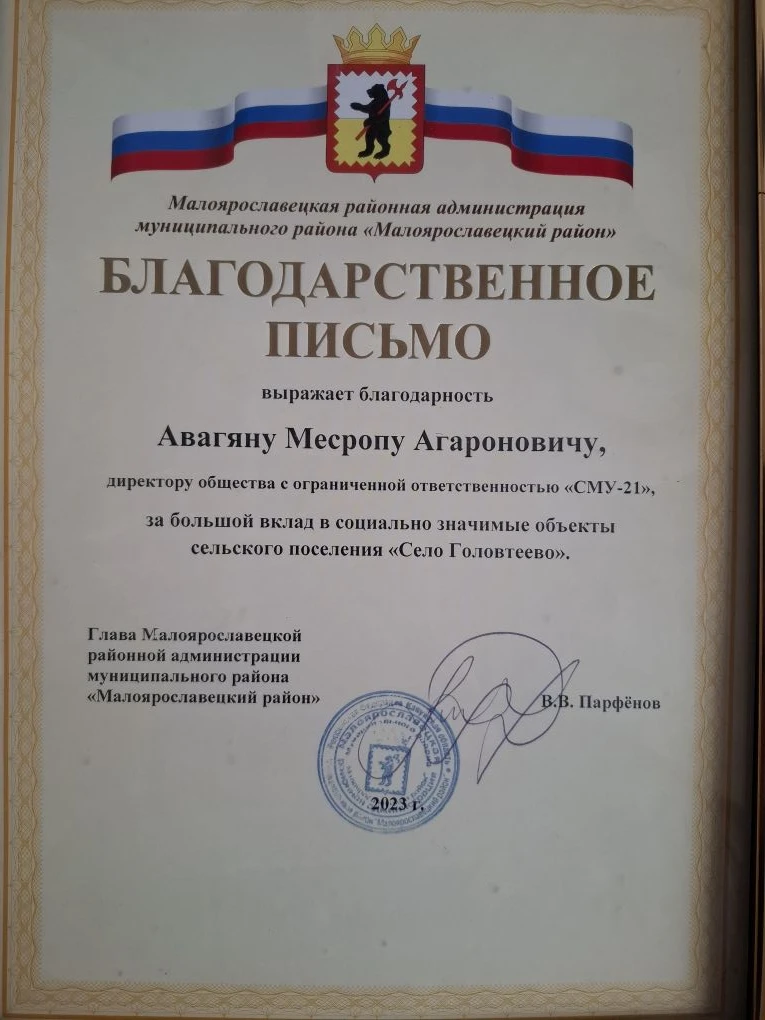 Малоярославецкая районная администрация
муниципального района «Малоярославецкий район»
БЛАГОДАРСТВЕННОЕ
ПИСЬМО
выражает благодарность
Авагяну Месропу Агароновичу,
директору общества с ограниченной ответственностью «СМУ-21»,
за большой вклад в социально значимые объекты
сельского поселения «Село Головтеево».
Глава Малоярославецкой
районной администрации
муниципального района
«Малоярославецкий район»
В.В. Парфёнов
Малоярославецкая
2023 г.